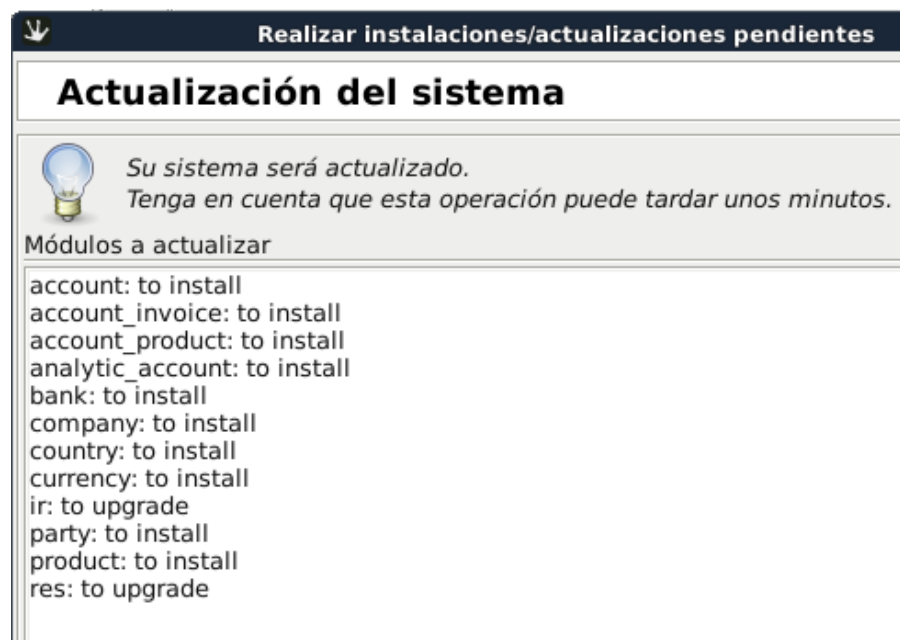 Realizar instalaciones/actualizaciones pendientes
Actualización del sistema
Su sistema será actualizado.
Tenga en cuenta que esta operación puede tardar unos minutos.
Módulos a actualizar
account: to install
account_invoice: to install
account_product: to install
analytic_account: to install
bank: to install
company: to install
country: to install
currency: to install
ir: to upgrade
party: to install
product: to install
res: to upgrade